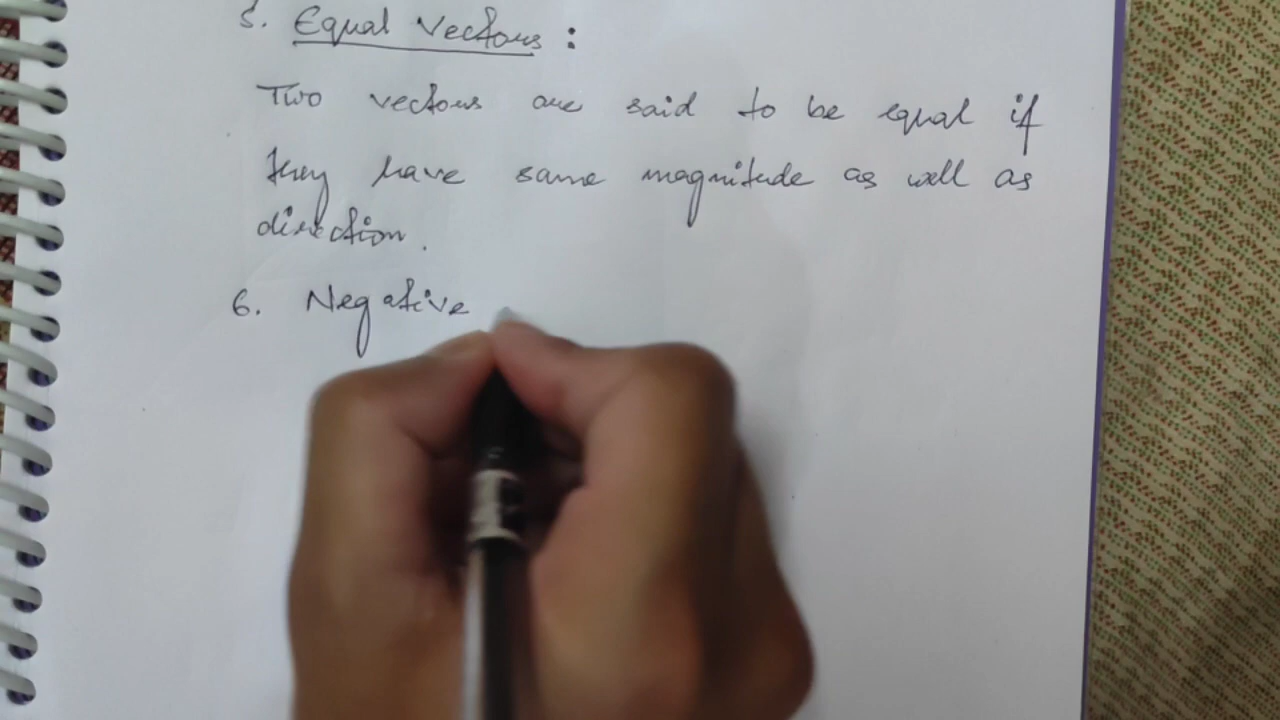 5. Equal Vectors :
Two vectors are said to be equal if
they have same magnitude as well as
direction.
6. Negative